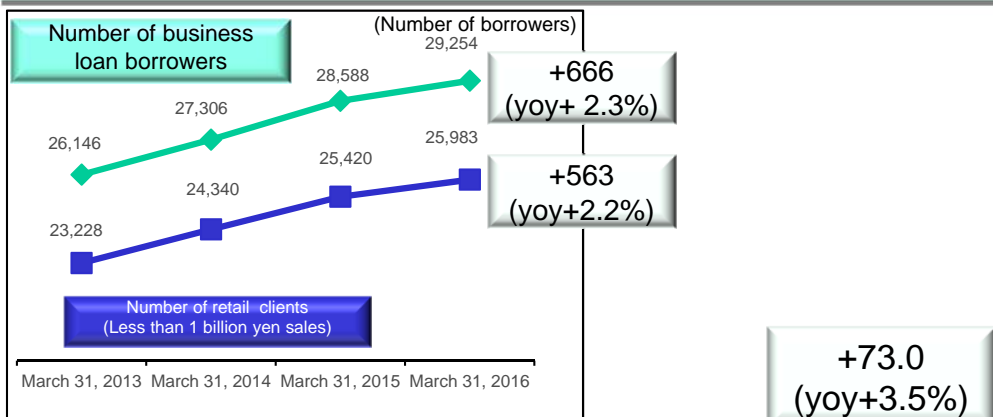 (Number of borrowers)
Number of business
loan borrowers
29,254
28,588
27,306
26,146
+666
(yoy+ 2.3%)
25,983
25,420
24,340
23,228
+563
(yoy+2.2%)
Number of retail clients
(Less than 1 billion yen sales)
March 31, 2013 March 31, 2014 March 31, 2015 March 31, 2016
+73.0
(yoy+3.5%)